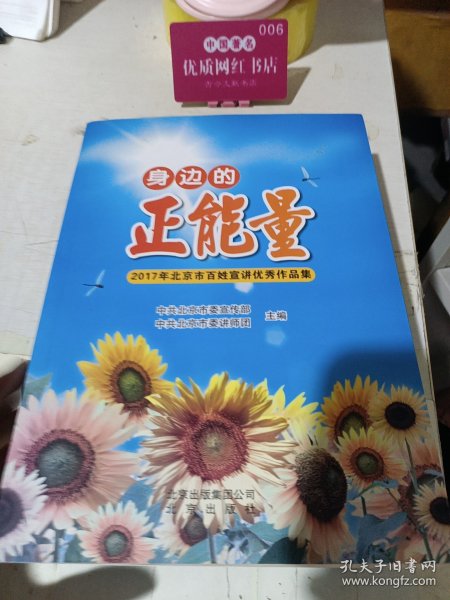 006
中国著名
优质网红书店
身边的
正能量
2017年北京市百姓宣讲优秀作品集
中共北京市委宣传部
中共北京市委讲师团
主编
北京出版集团公司
北京出版社
孔夫子旧书网
www.kongfz.com